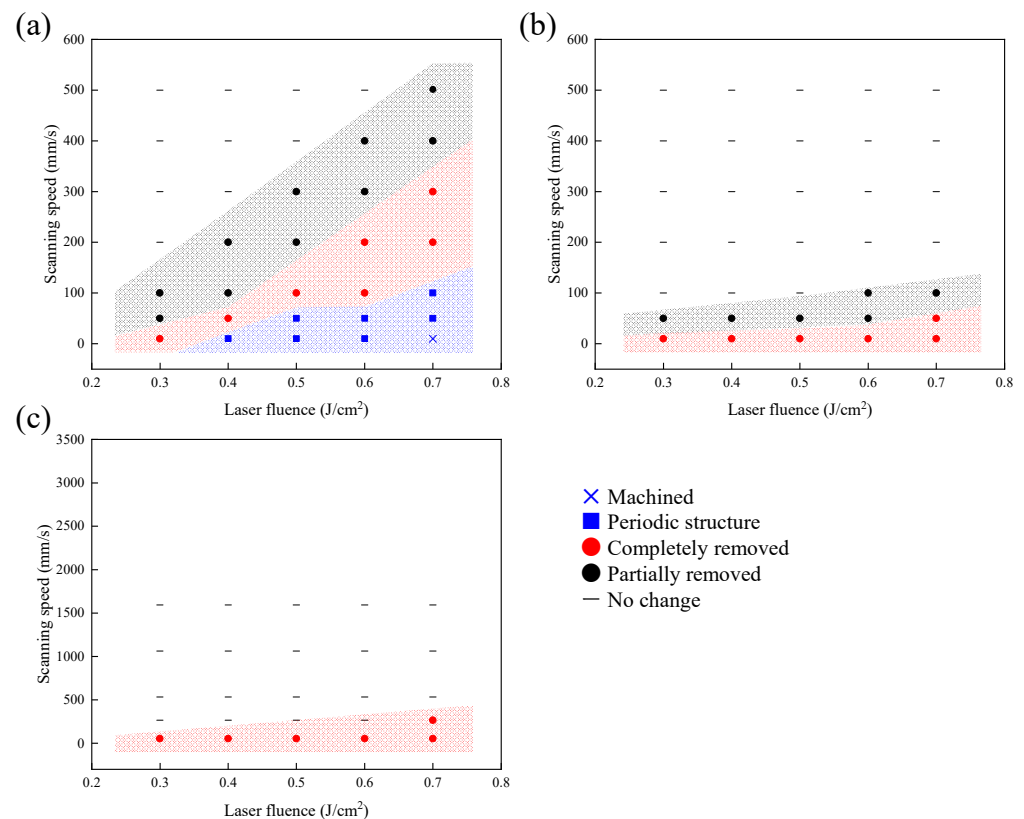 (a)
600
500
400
300
200
100
0
Scanning speed (mm/s)
0.2 0.3 0.4 0.5 0.6 0.7 0.8
Laser fluence (J/cm²)
(b)
600
500
400
300
200
100
0
Scanning speed (mm/s)
0.2 0.3 0.4 0.5 0.6 0.7 0.8
Laser fluence (J/cm²)
(c)
3500
3000
2500
2000
1500
1000
500
0
Scanning speed (mm/s)
0.2 0.3 0.4 0.5 0.6 0.7 0.8
Laser fluence (J/cm²)
Machined
Periodic structure
Completely removed
Partially removed
No change